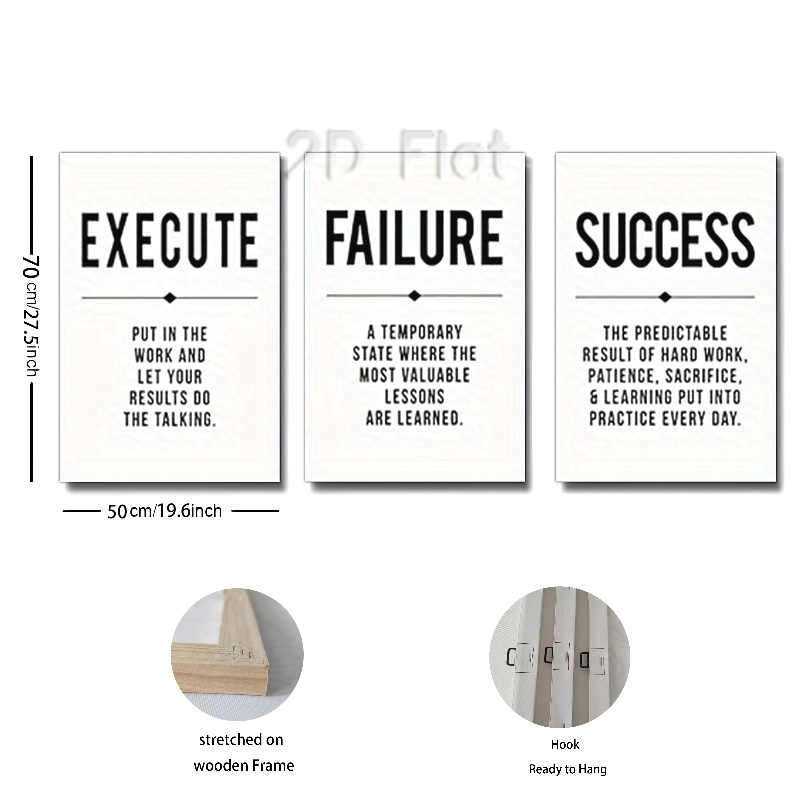 2D Flat
EXECUTE
PUT IN THE
WORK AND
LET YOUR
RESULTS DO
THE TALKING.
FAILURE
A TEMPORARY
STATE WHERE THE
MOST VALUABLE
LESSONS
ARE LEARNED.
SUCCESS
THE PREDICTABLE
RESULT OF HARD WORK,
PATIENCE, SACRIFICE,
& LEARNING PUT INTO
PRACTICE EVERY DAY.
70cm/27.5inch
50cm/19.6inch
stretched on
wooden Frame
Hook
Ready to Hang